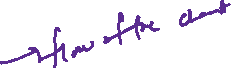 → flow of the chart